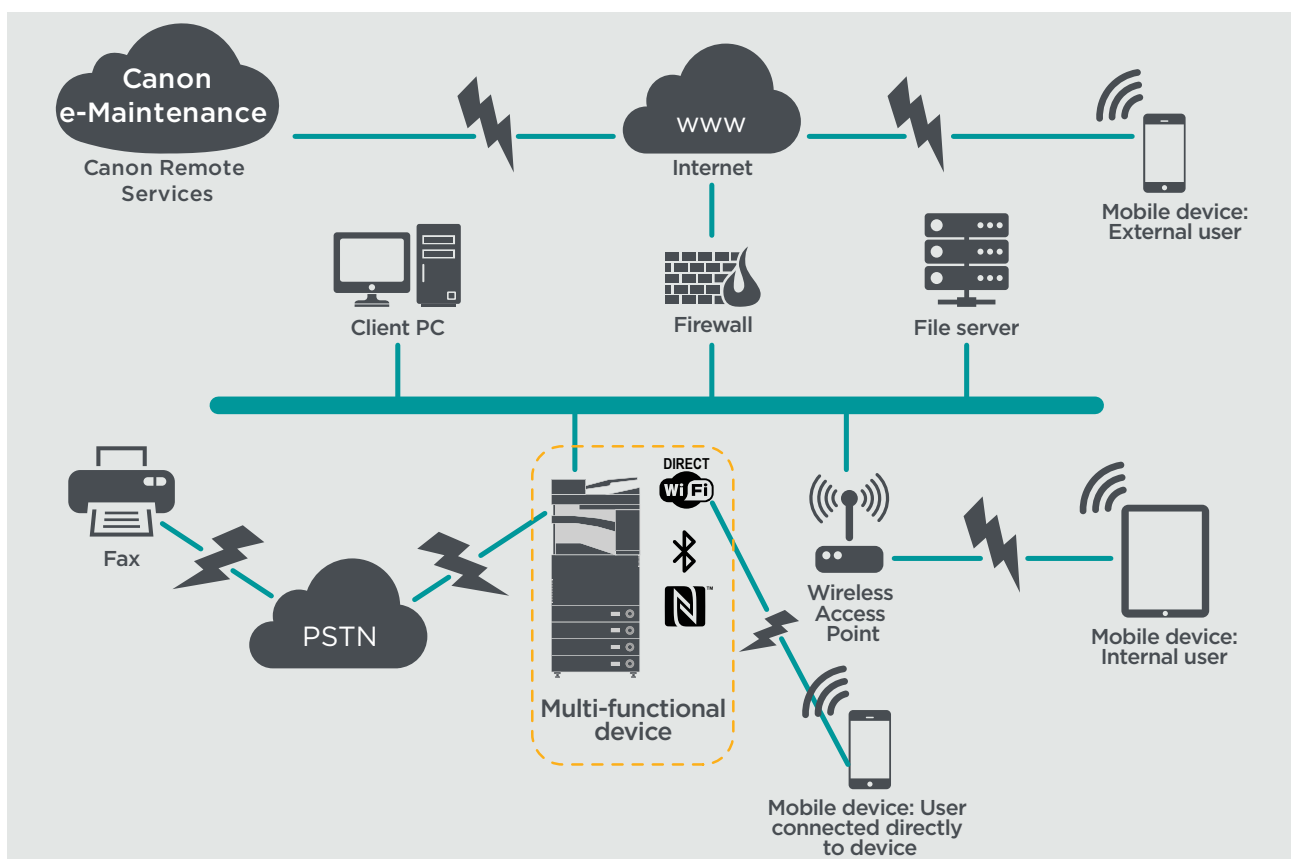 Canon
e-Maintenance
Canon Remote
Services
www
Internet
Mobile device:
External user
Client PC
Firewall
File server
Fax
PSTN
DIRECT
Wi Fi
N™
Multi-functional
device
Wireless
Access
Point
Mobile device:
Internal user
Mobile device: User
connected directly
to device